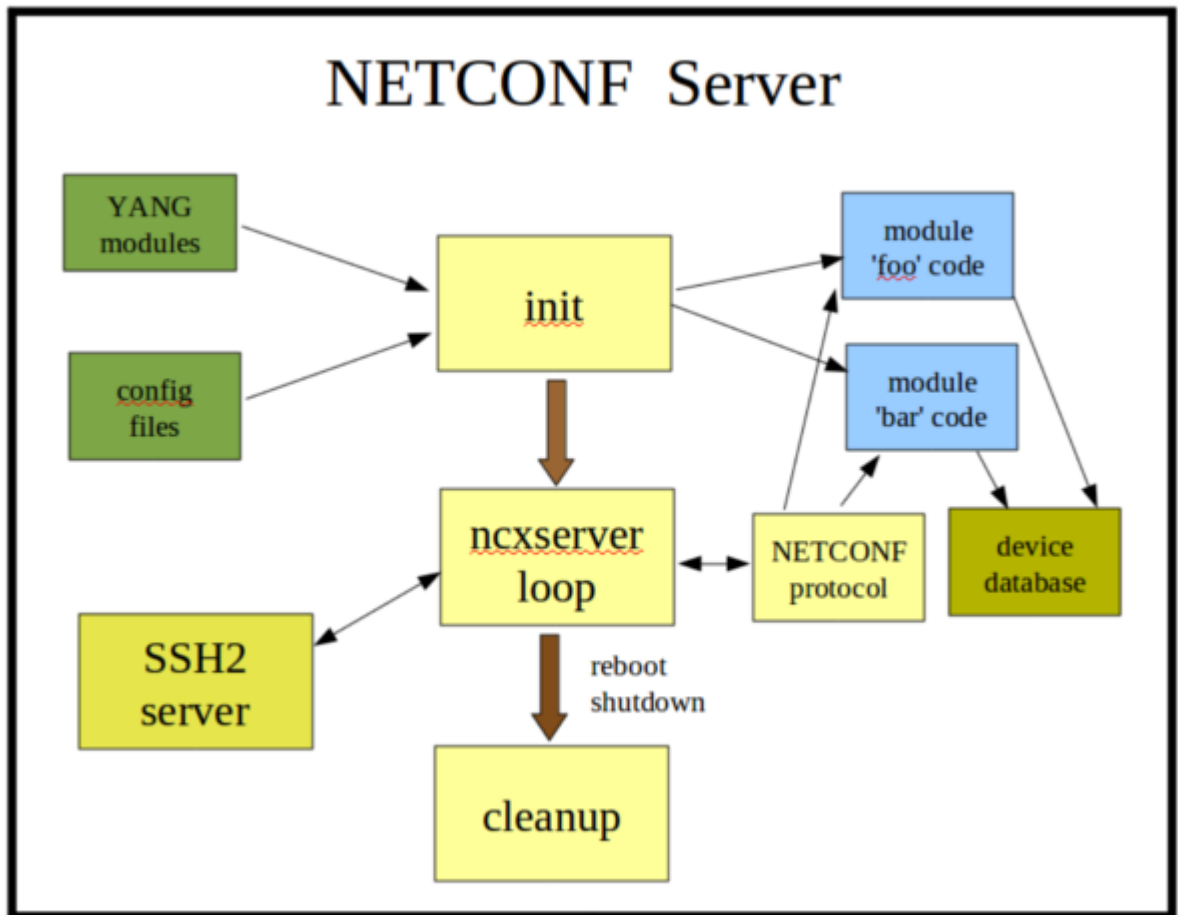 NETCONF Server
YANG
modules
init
module
'foo' code
config
files
module
'bar' code
ncxserver
loop
NETCONF
protocol
device
database
SSH2
server
reboot
shutdown
cleanup